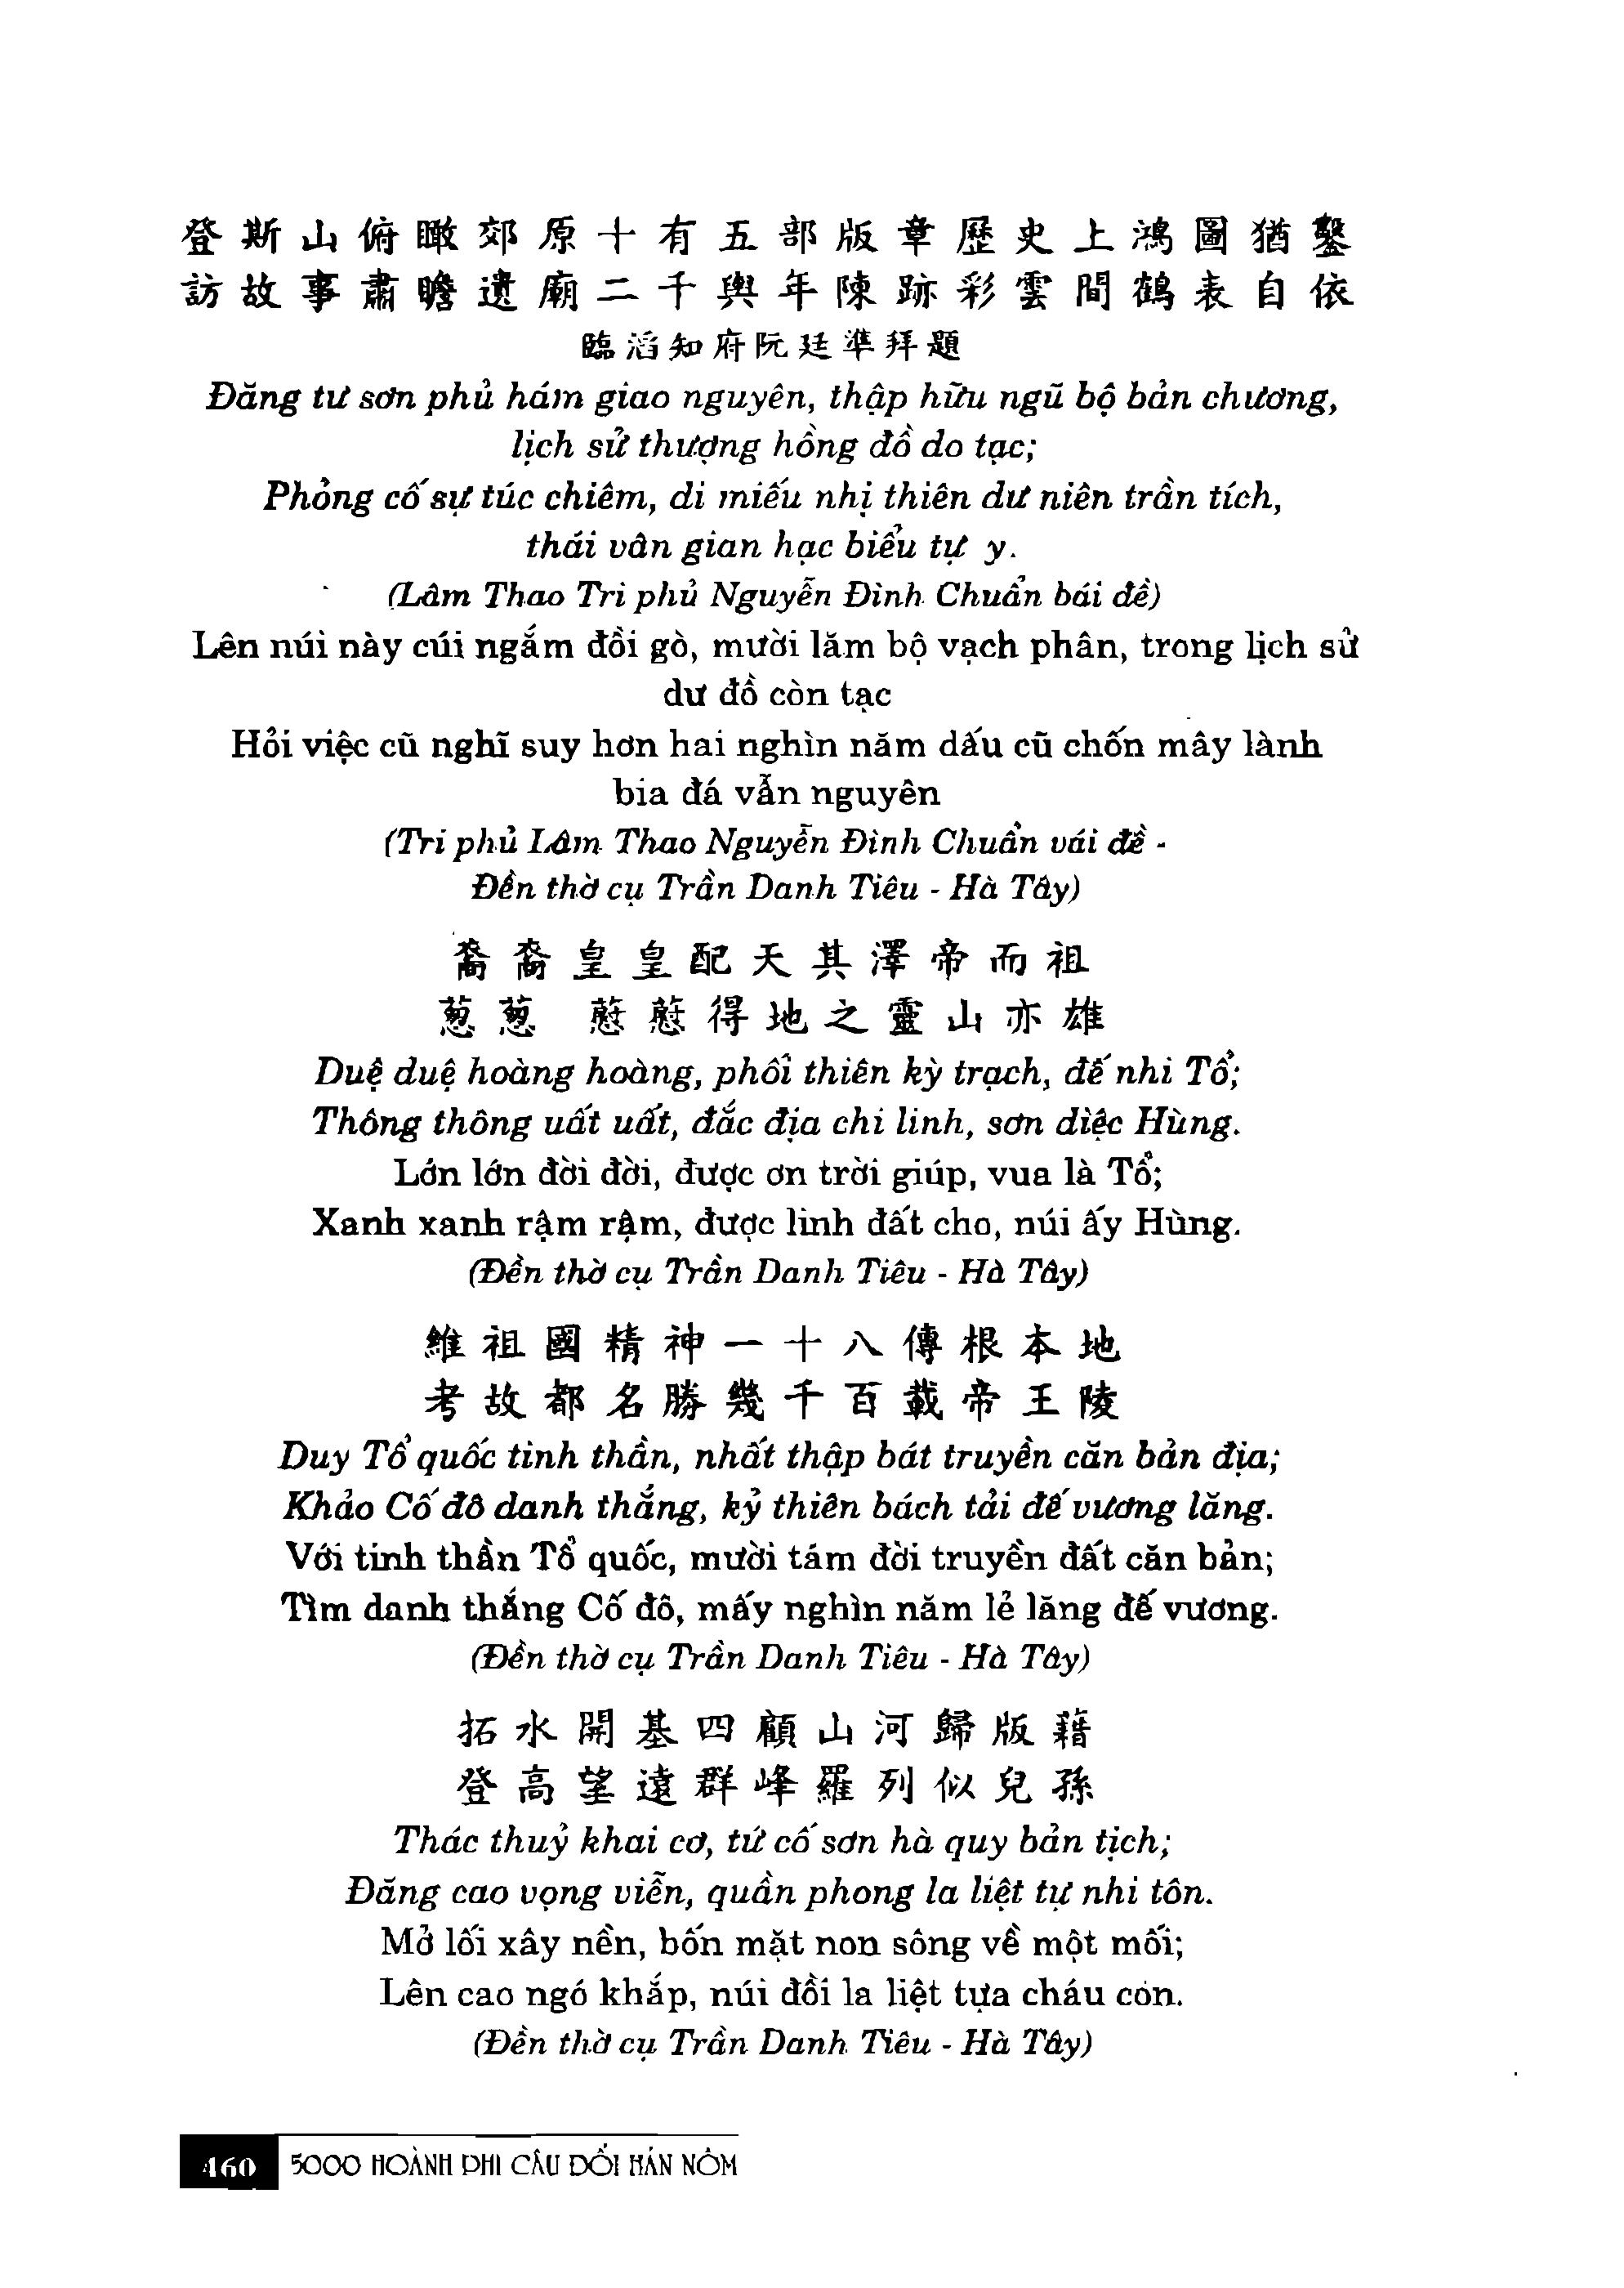 登斯山俯瞰郊原十有五部版章歷史上鴻圖猶鑿
訪故事肅瞻遺廟二千輿年陳跡彩雲間鶴表自依
臨滔知府阮廷準拜題
Đăng tư sơn phủ hám giao nguyên, thập hữu ngũ bộ bản chương,
lịch sử thượng hồng đồ do tạc;
Phỏng cố sự túc chiêm, di miếu nhị thiên dư niên trần tích,
thái vân gian hạc biểu tự y.
(Lâm Thao Tri phủ Nguyễn Đình Chuẩn bái đề)
Lên núi này cúi ngắm đồi gò, mười lăm bộ vạch phân, trong lịch sử
dư đồ còn tạc
Hỏi việc cũ nghĩ suy hơn hai nghìn năm dấu cũ chốn mây lành
bia đá vẫn nguyên
(Tri phủ Lâm Thao Nguyễn Đình Chuẩn vái đề -
Đền thờ cụ Trần Danh Tiêu - Hà Tây)
裔裔皇皇配天其澤帝而祖
葱葱 蔚蔚得地之靈山亦雄
Duệ duệ hoàng hoàng, phối thiên kỳ trạch, đế nhi Tổ;
Thông thông uất uất, đắc địa chi linh, sơn diệc Hùng.
Lớn lớn đời đời, được ơn trời giúp, vua là Tổ;
Xanh xanh rậm rậm, được linh đất cho, núi ấy Hùng.
(Đền thờ cụ Trần Danh Tiêu - Hà Tây)
維祖國精神一十八傳根本地
考故都名勝幾千百載帝王陵
Duy Tổ quốc tinh thần, nhất thập bát truyền căn bản địa;
Khảo Cố đô danh thắng, kỷ thiên bách tải đế vương lăng.
Với tinh thần Tổ quốc, mười tám đời truyền đất căn bản;
Tìm danh thắng Cố đô, mấy nghìn năm lẻ lăng đế vương.
(Đền thờ cụ Trần Danh Tiêu - Hà Tây)
拓水開基四顧山河歸版藉
登高望遠群峰羅列似兒孫
Thác thuỷ khai cơ, tứ cố sơn hà quy bản tịch;
Đăng cao vọng viễn, quần phong la liệt tự nhi tôn.
Mở lối xây nền, bốn mặt non sông về một mối;
Lên cao ngó khắp, núi đồi la liệt tựa cháu con.
(Đền thờ cụ Trần Danh Tiêu - Hà Tây)
460 5000 HOÀNH PHI CÂU ĐỐI HÁN NÔM